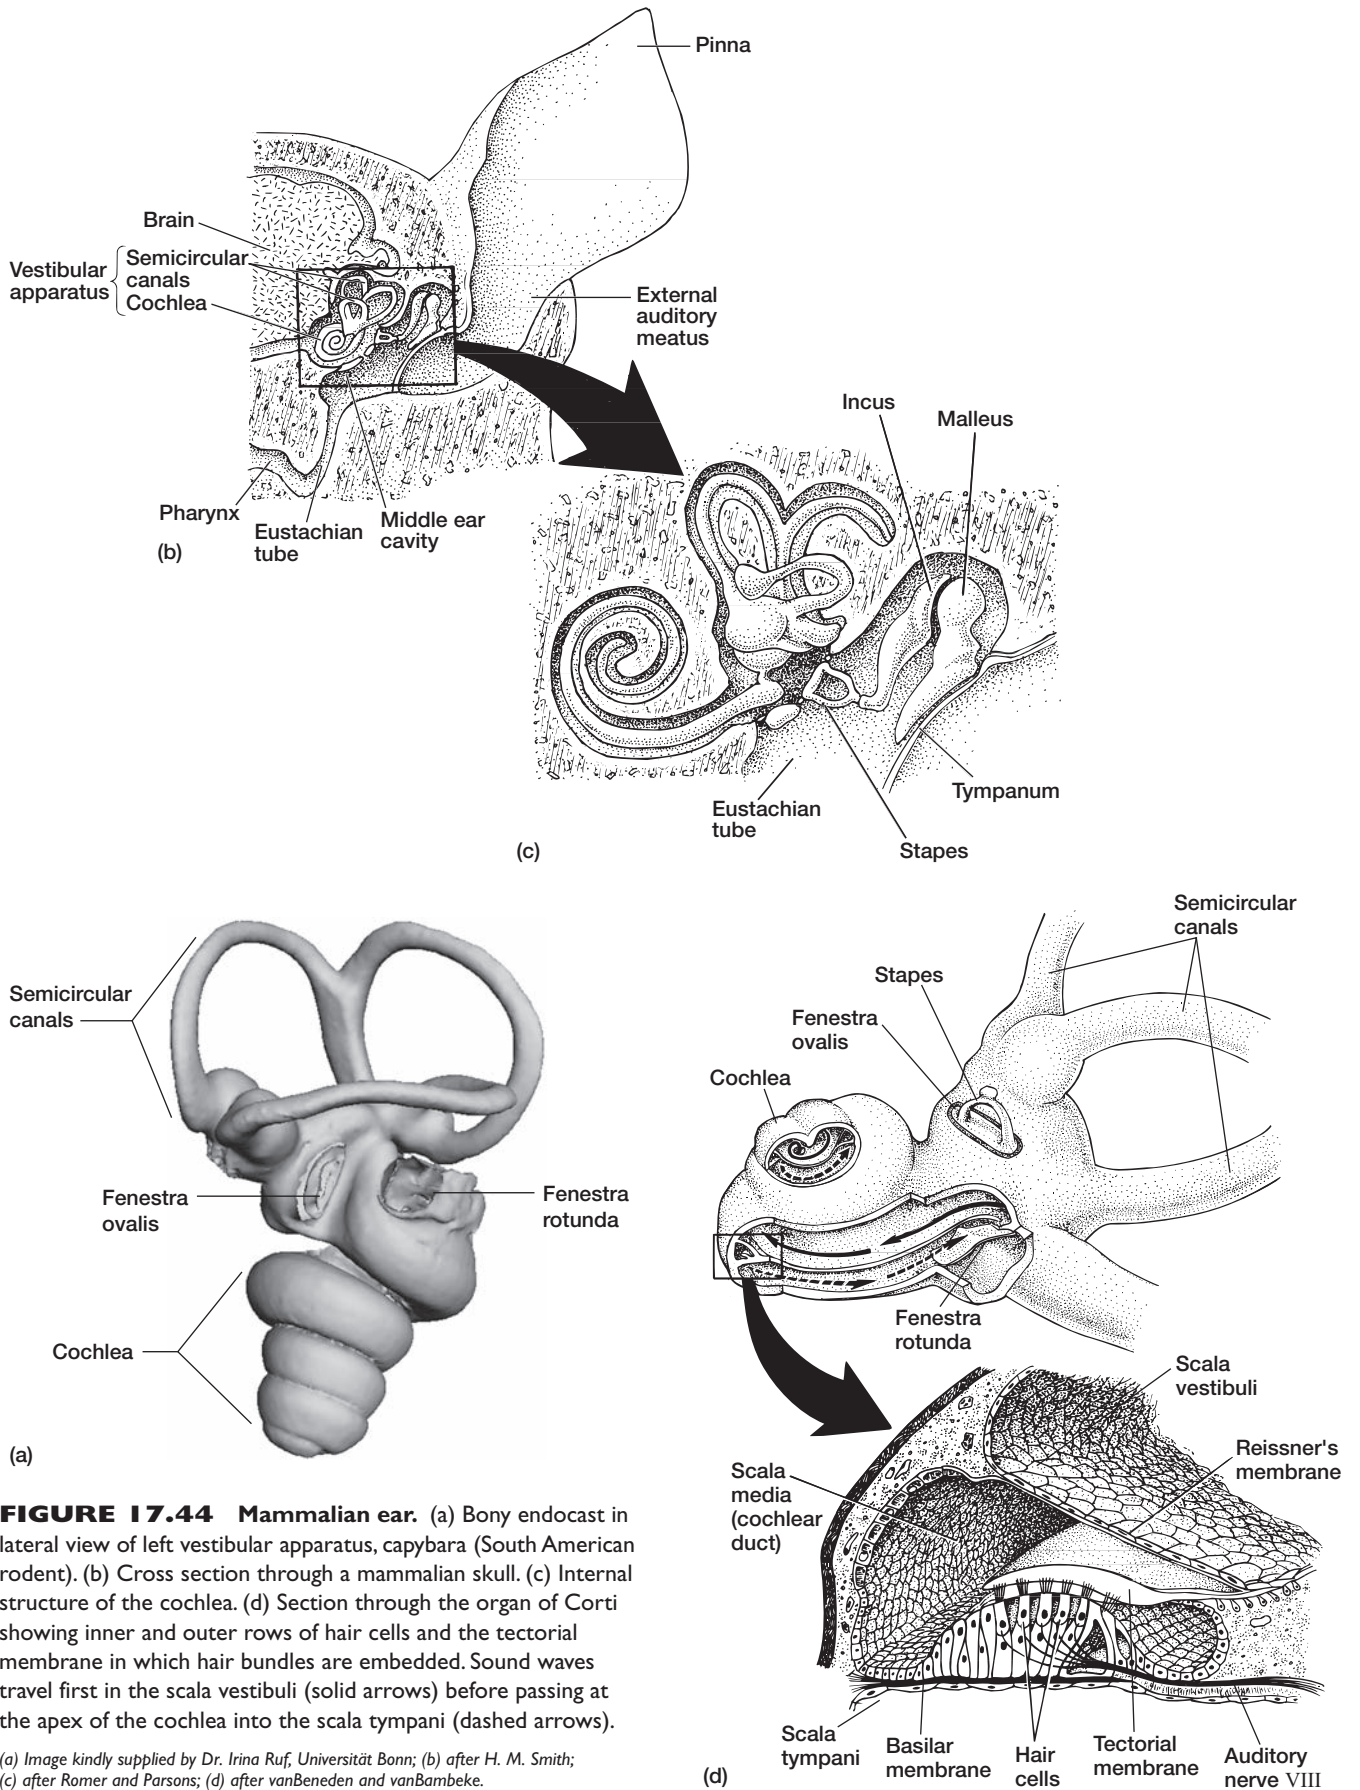 Pinna
Brain
Vestibular
apparatus
Semicircular
canals
Cochlea
External
auditory
meatus
Pharynx
Eustachian
tube
Middle ear
cavity
(b)
Incus
Malleus
Tympanum
Eustachian
tube
Stapes
(c)
Semicircular
canals
Fenestra
ovalis
Fenestra
rotunda
Cochlea
(a)
Semicircular
canals
Stapes
Fenestra
ovalis
Cochlea
Fenestra
rotunda
Scala
vestibuli
Reissner's
membrane
Scala
media
(cochlear
duct)
Scala
tympani
Basilar
membrane
Hair
cells
Tectorial
membrane
Auditory
nerve VIII
(d)
FIGURE 17.44 Mammalian ear. (a) Bony endocast in
lateral view of left vestibular apparatus, capybara (South American
rodent). (b) Cross section through a mammalian skull. (c) Internal
structure of the cochlea. (d) Section through the organ of Corti
showing inner and outer rows of hair cells and the tectorial
membrane in which hair bundles are embedded. Sound waves
travel first in the scala vestibuli (solid arrows) before passing at
the apex of the cochlea into the scala tympani (dashed arrows).
(a) Image kindly supplied by Dr. Irina Ruf, Universität Bonn; (b) after H. M. Smith;
(c) after Romer and Parsons; (d) after vanBeneden and vanBambeke.